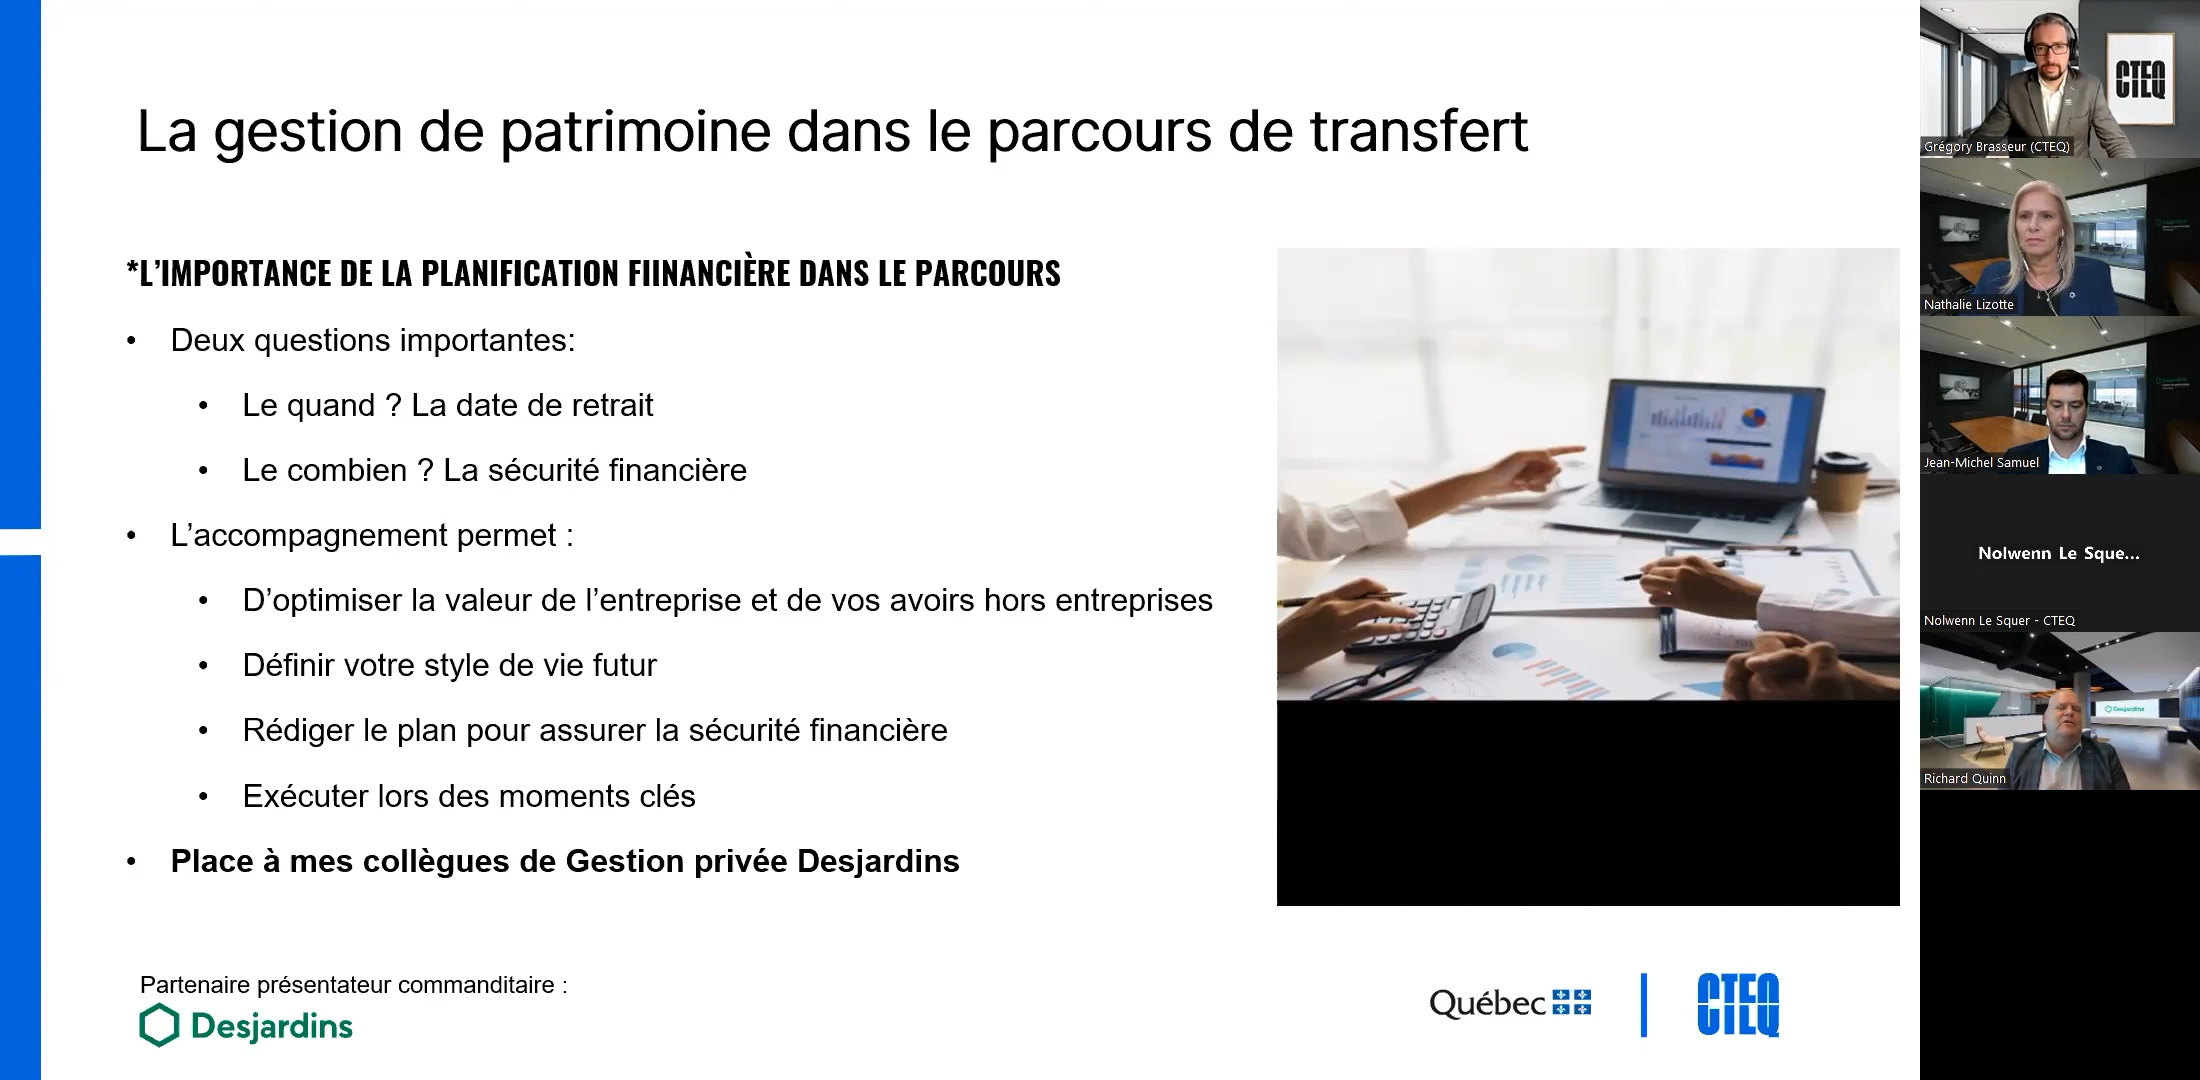 La gestion de patrimoine dans le parcours de transfert
*L’IMPORTANCE DE LA PLANIFICATION FIINANCIÈRE DANS LE PARCOURS
• Deux questions importantes:
• Le quand ? La date de retrait
• Le combien ? La sécurité financière
• L’accompagnement permet :
• D’optimiser la valeur de l’entreprise et de vos avoirs hors entreprises
• Définir votre style de vie futur
• Rédiger le plan pour assurer la sécurité financière
• Exécuter lors des moments clés
• Place à mes collègues de Gestion privée Desjardins
Partenaire présentateur commanditaire :
Desjardins
Québec
CTEQ
CTEQ
Grégory Brasseur (CTEQ)
Nathalie Lizotte
Jean-Michel Samuel
Nolwenn Le Sque...
Nolwenn Le Squer - CTEQ
Desjardins
Richard Quinn